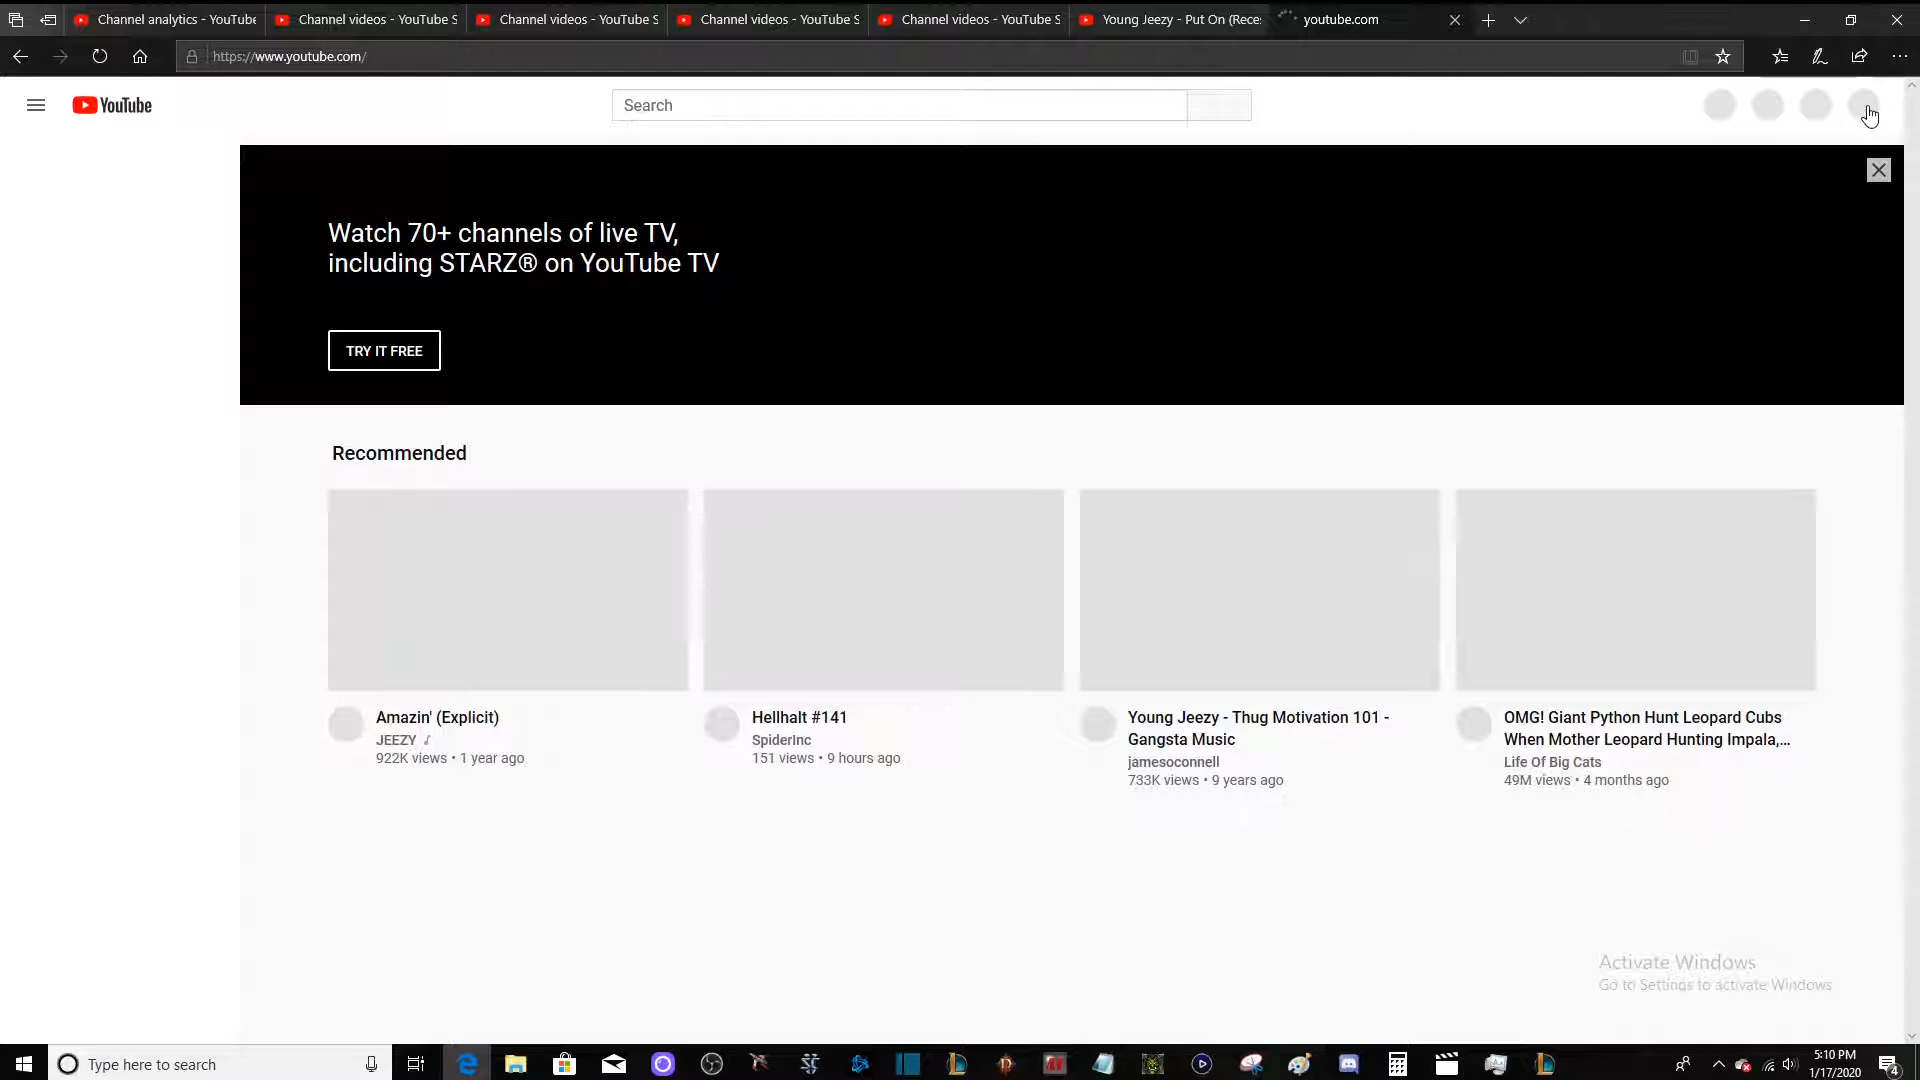 Channel analytics - YouTube
Channel videos - YouTube S
Channel videos - YouTube S
Channel videos - YouTube S
Channel videos - YouTube S
Young Jeezy - Put On (Rece
youtube.com
https://www.youtube.com/
YouTube
Search
Watch 70+ channels of live TV,
including STARZ® on YouTube TV
TRY IT FREE
Recommended
Amazin' (Explicit)
JEEZY
922K views • 1 year ago
Hellhalt #141
SpiderInc
151 views • 9 hours ago
Young Jeezy - Thug Motivation 101 -
Gangsta Music
jamesoconnell
733K views • 9 years ago
OMG! Giant Python Hunt Leopard Cubs
When Mother Leopard Hunting Impala,...
Life Of Big Cats
49M views • 4 months ago
Activate Windows
Go to Settings to activate Windows
Type here to search
5:10 PM
1/17/2020
4